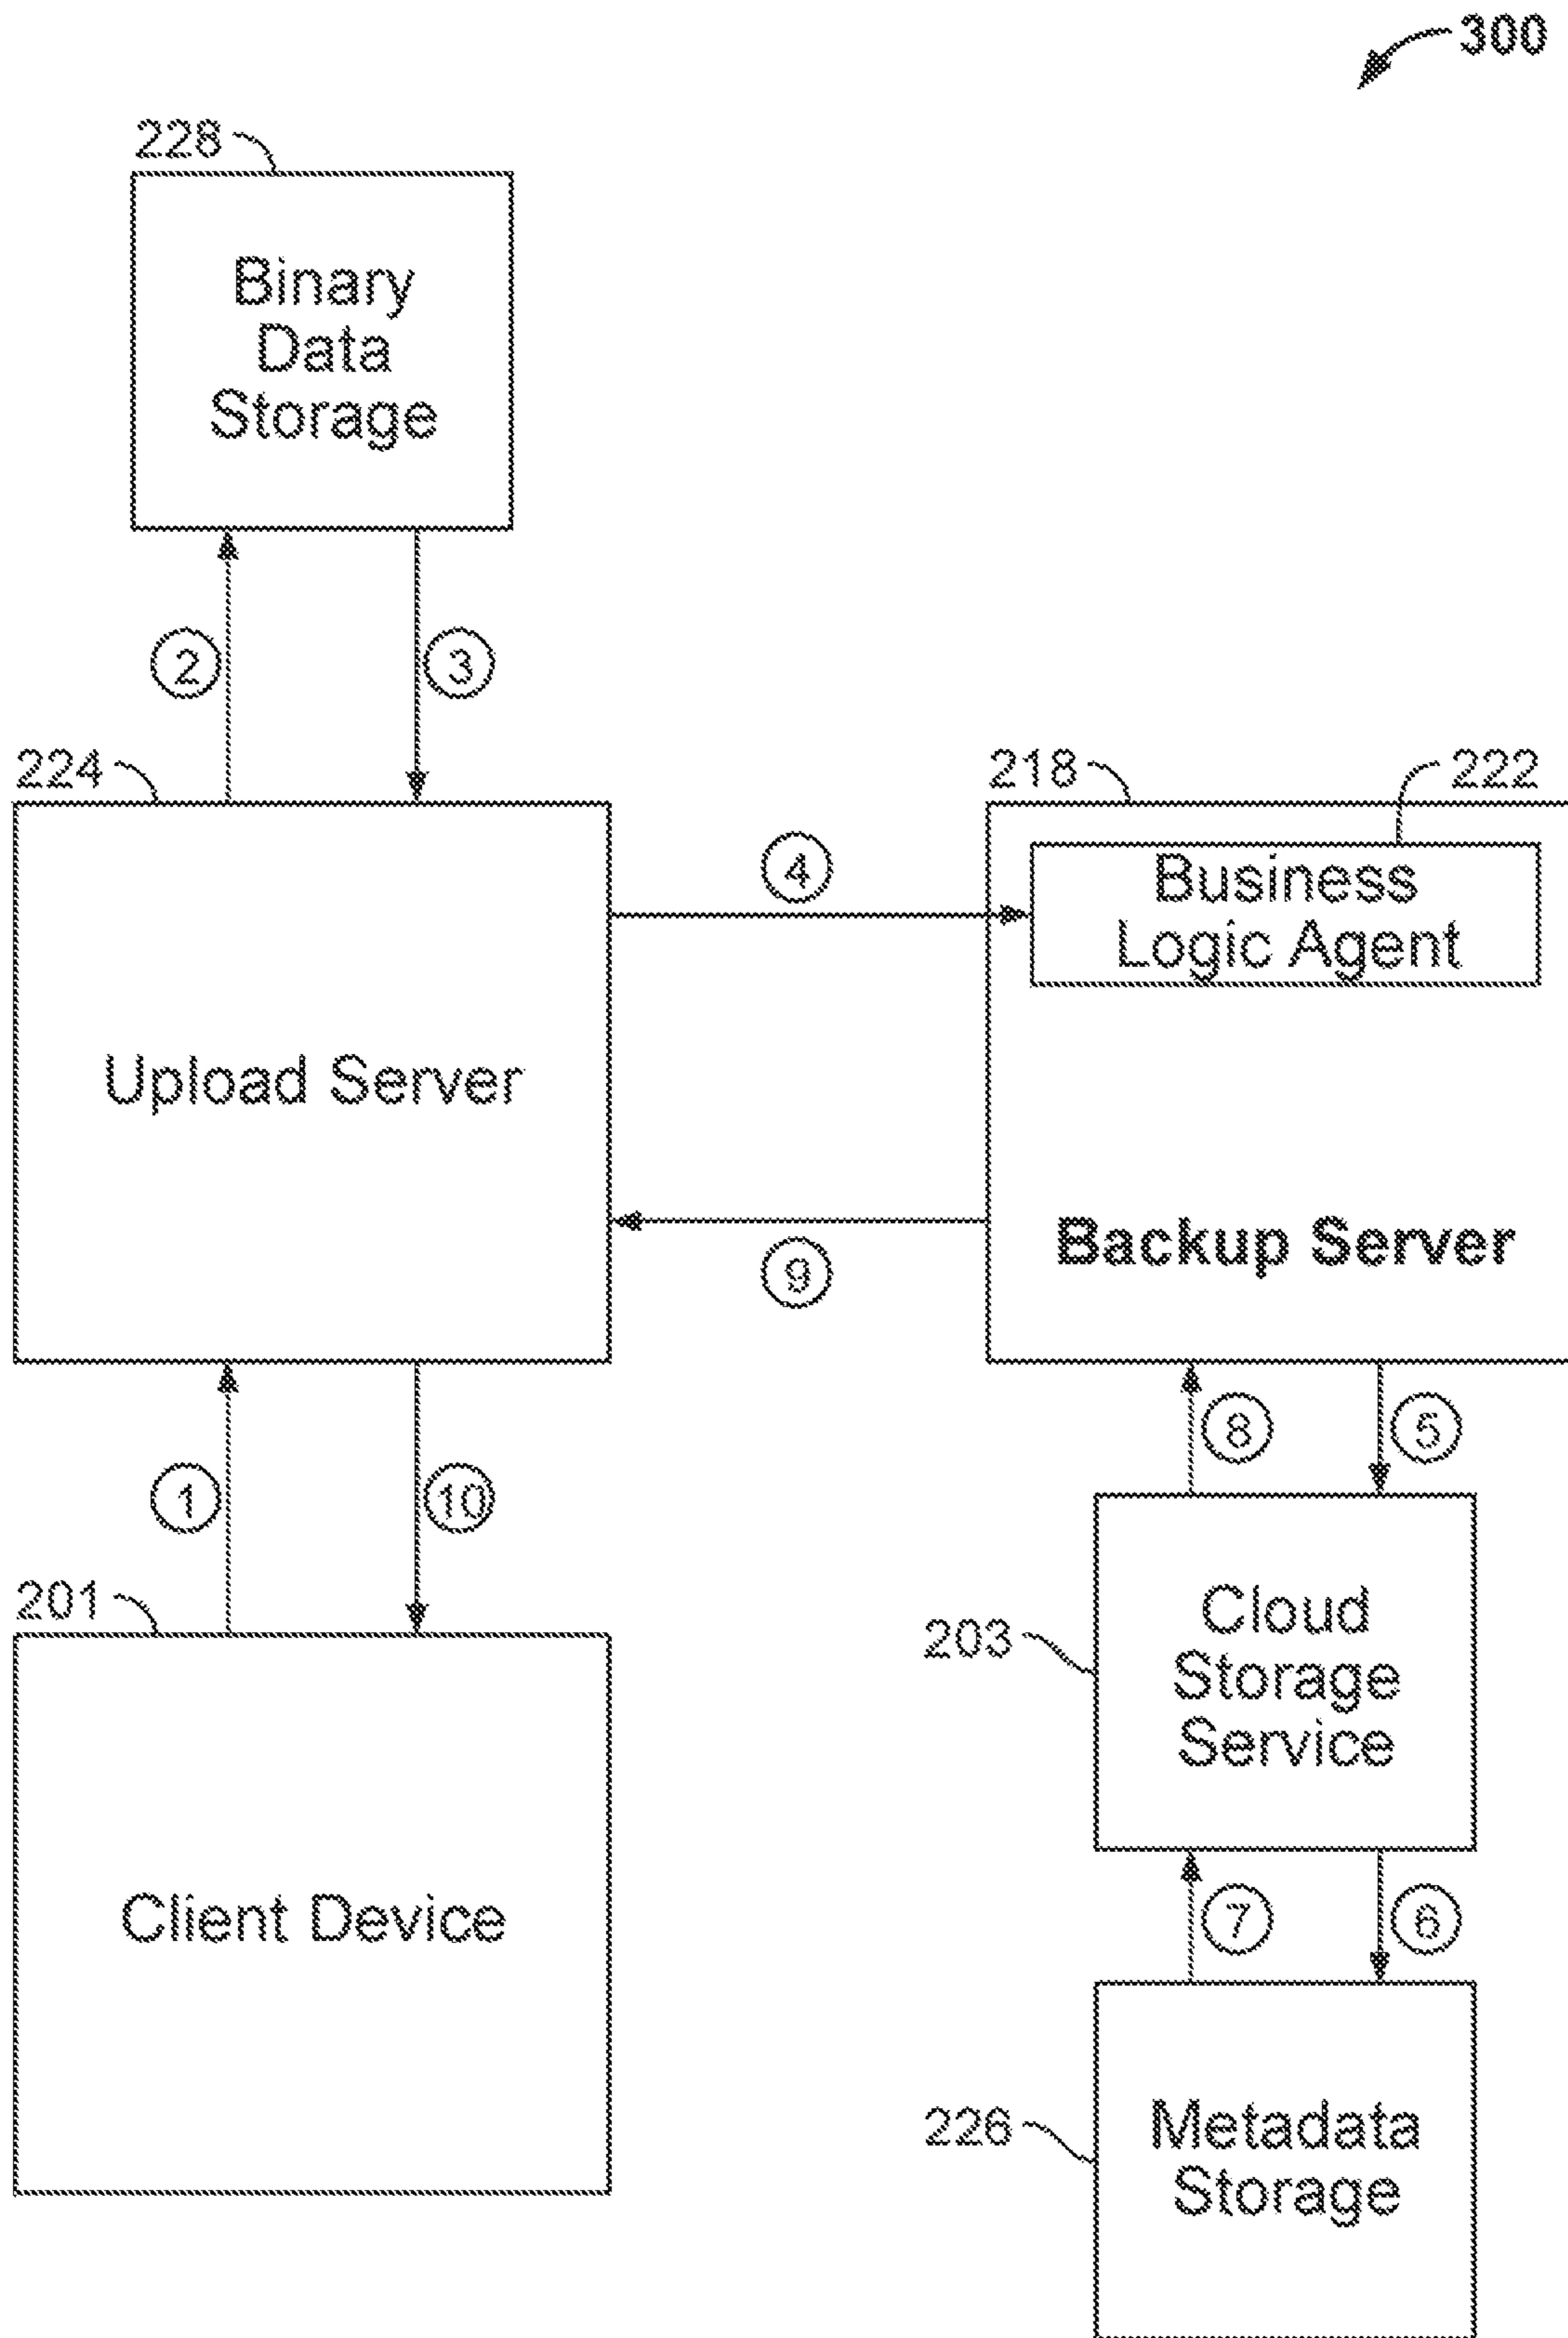 300
228
Binary
Data
Storage
2
3
224
218
222
4
Business
Logic Agent
Upload Server
Backup Server
9
8
5
1
10
201
203
Cloud
Storage
Service
Client Device
7
6
226
Metadata
Storage